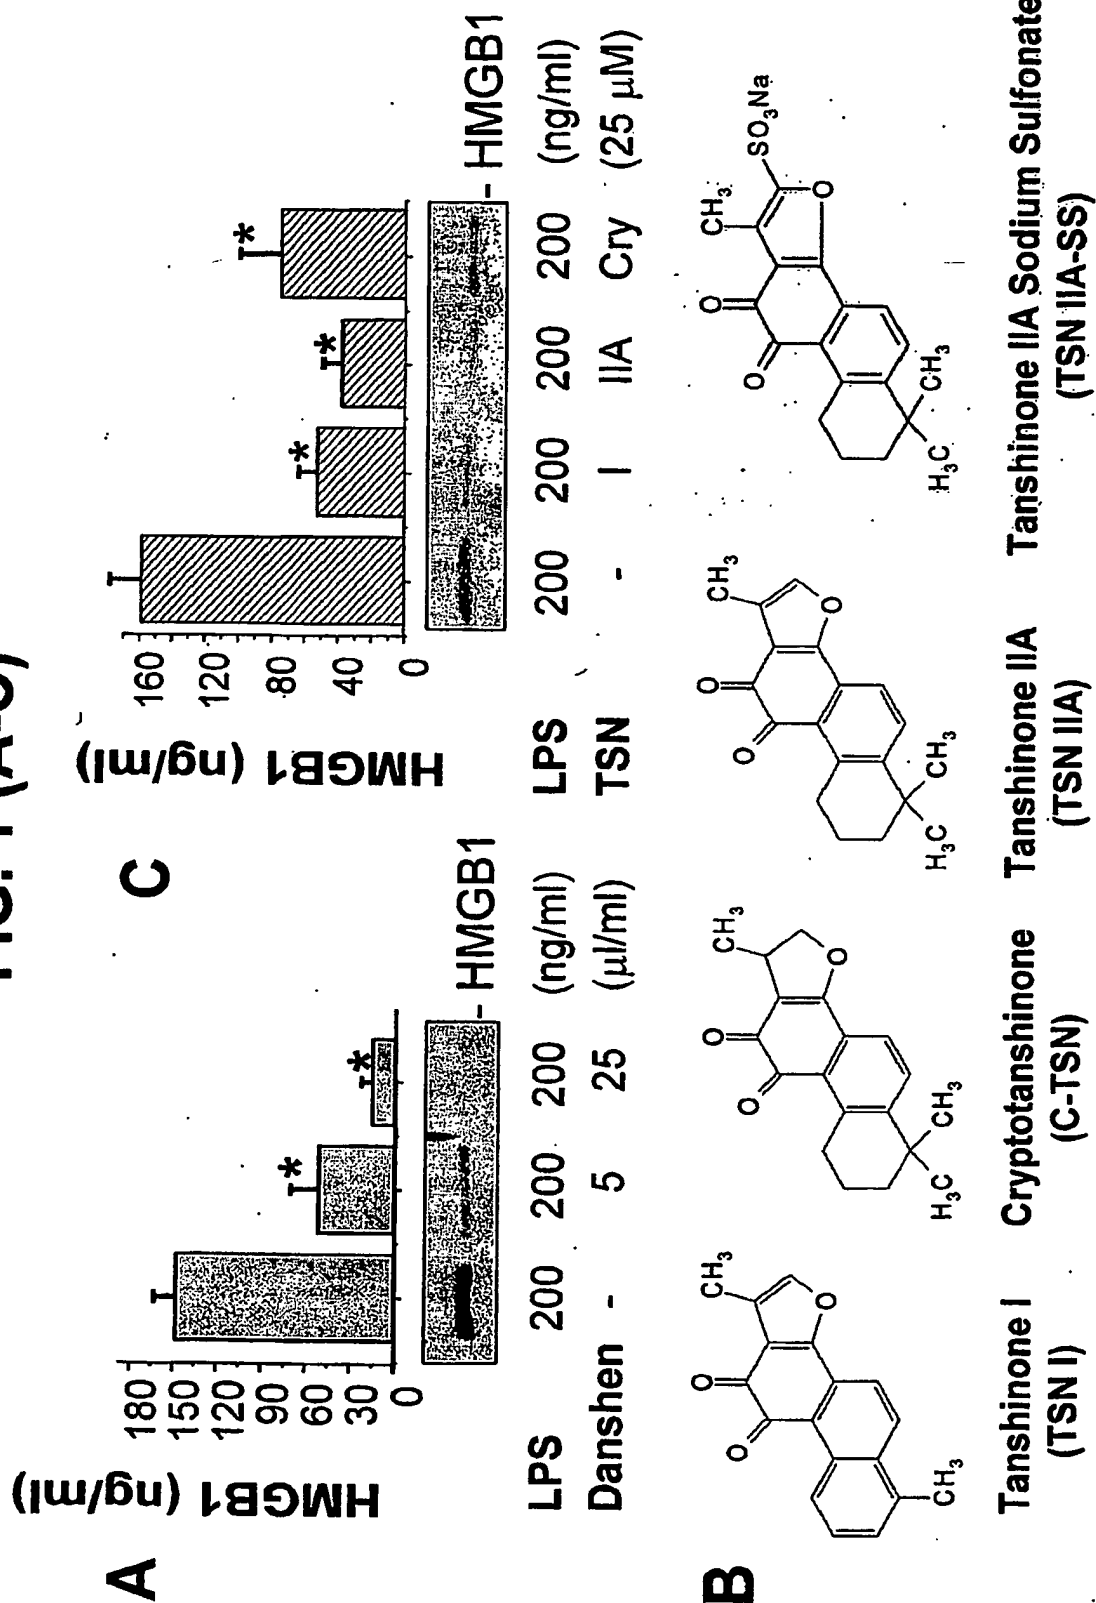 FIG. 1 (A-C)
A
HMGB1 (ng/ml)
180
150
120
90
60
30
0
*
*
- HMGB1
LPS 200 200 200 (ng/ml)
Danshen - 5 25 (µl/ml)
C
HMGB1 (ng/ml)
160
120
80
40
0
*
*
*
- HMGB1
LPS 200 200 200 200 (ng/ml)
TSN - I IIA Cry (25 µM)
B
O O CH3 O CH3
Tanshinone I
(TSN I)
O O CH3 O H3C CH3
Cryptotanshinone
(C-TSN)
O O CH3 O H3C CH3
Tanshinone IIA
(TSN IIA)
O O CH3 SO3Na O H3C CH3
Tanshinone IIA Sodium Sulfonate
(TSN IIA-SS)